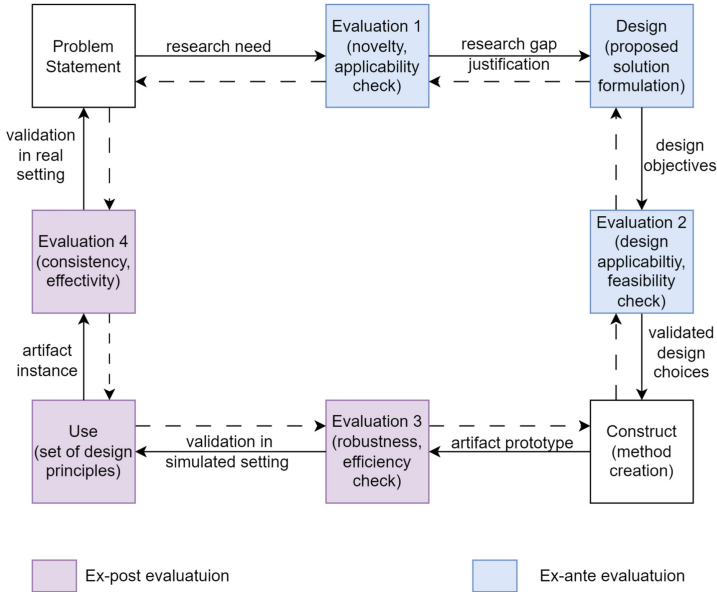 Problem
Statement
research need
Evaluation 1
(novelty,
applicability
check)
research gap
justification
Design
(proposed
solution
formulation)
validation
in real
setting
design
objectives
Evaluation 4
(consistency,
effectivity)
Evaluation 2
(design
applicabtiliy,
feasibility
check)
artifact
instance
validated
design
choices
Use
(set of design
principles)
validation in
simulated setting
Evaluation 3
(robustness,
efficiency
check)
artifact prototype
Construct
(method
creation)
Ex-post evaluatuion
Ex-ante evaluatuion